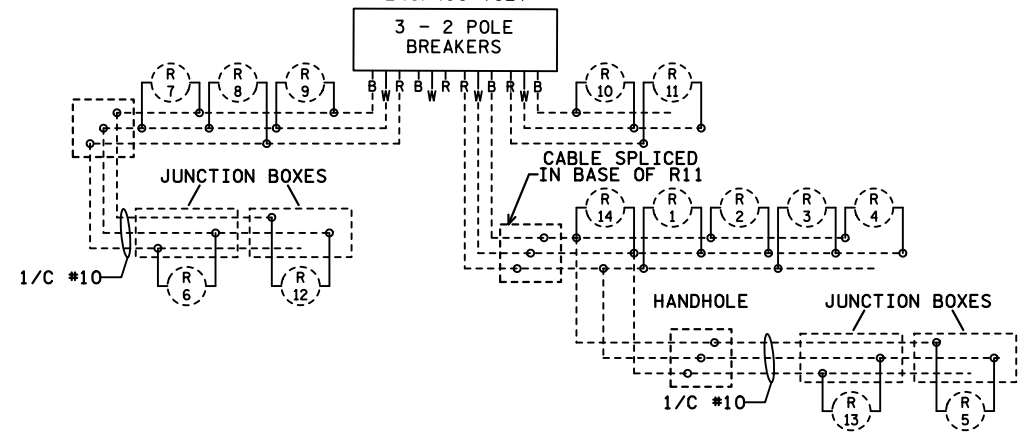 3 - 2 POLE
BREAKERS
B W R B W R R W B R W B
R 7
R 8
R 9
R 10
R 11
CABLE SPLICED
IN BASE OF R11
JUNCTION BOXES
R 14
R 1
R 2
R 3
R 4
1/C #10
R 6
R 12
HANDHOLE
JUNCTION BOXES
1/C #10
R 13
R 5